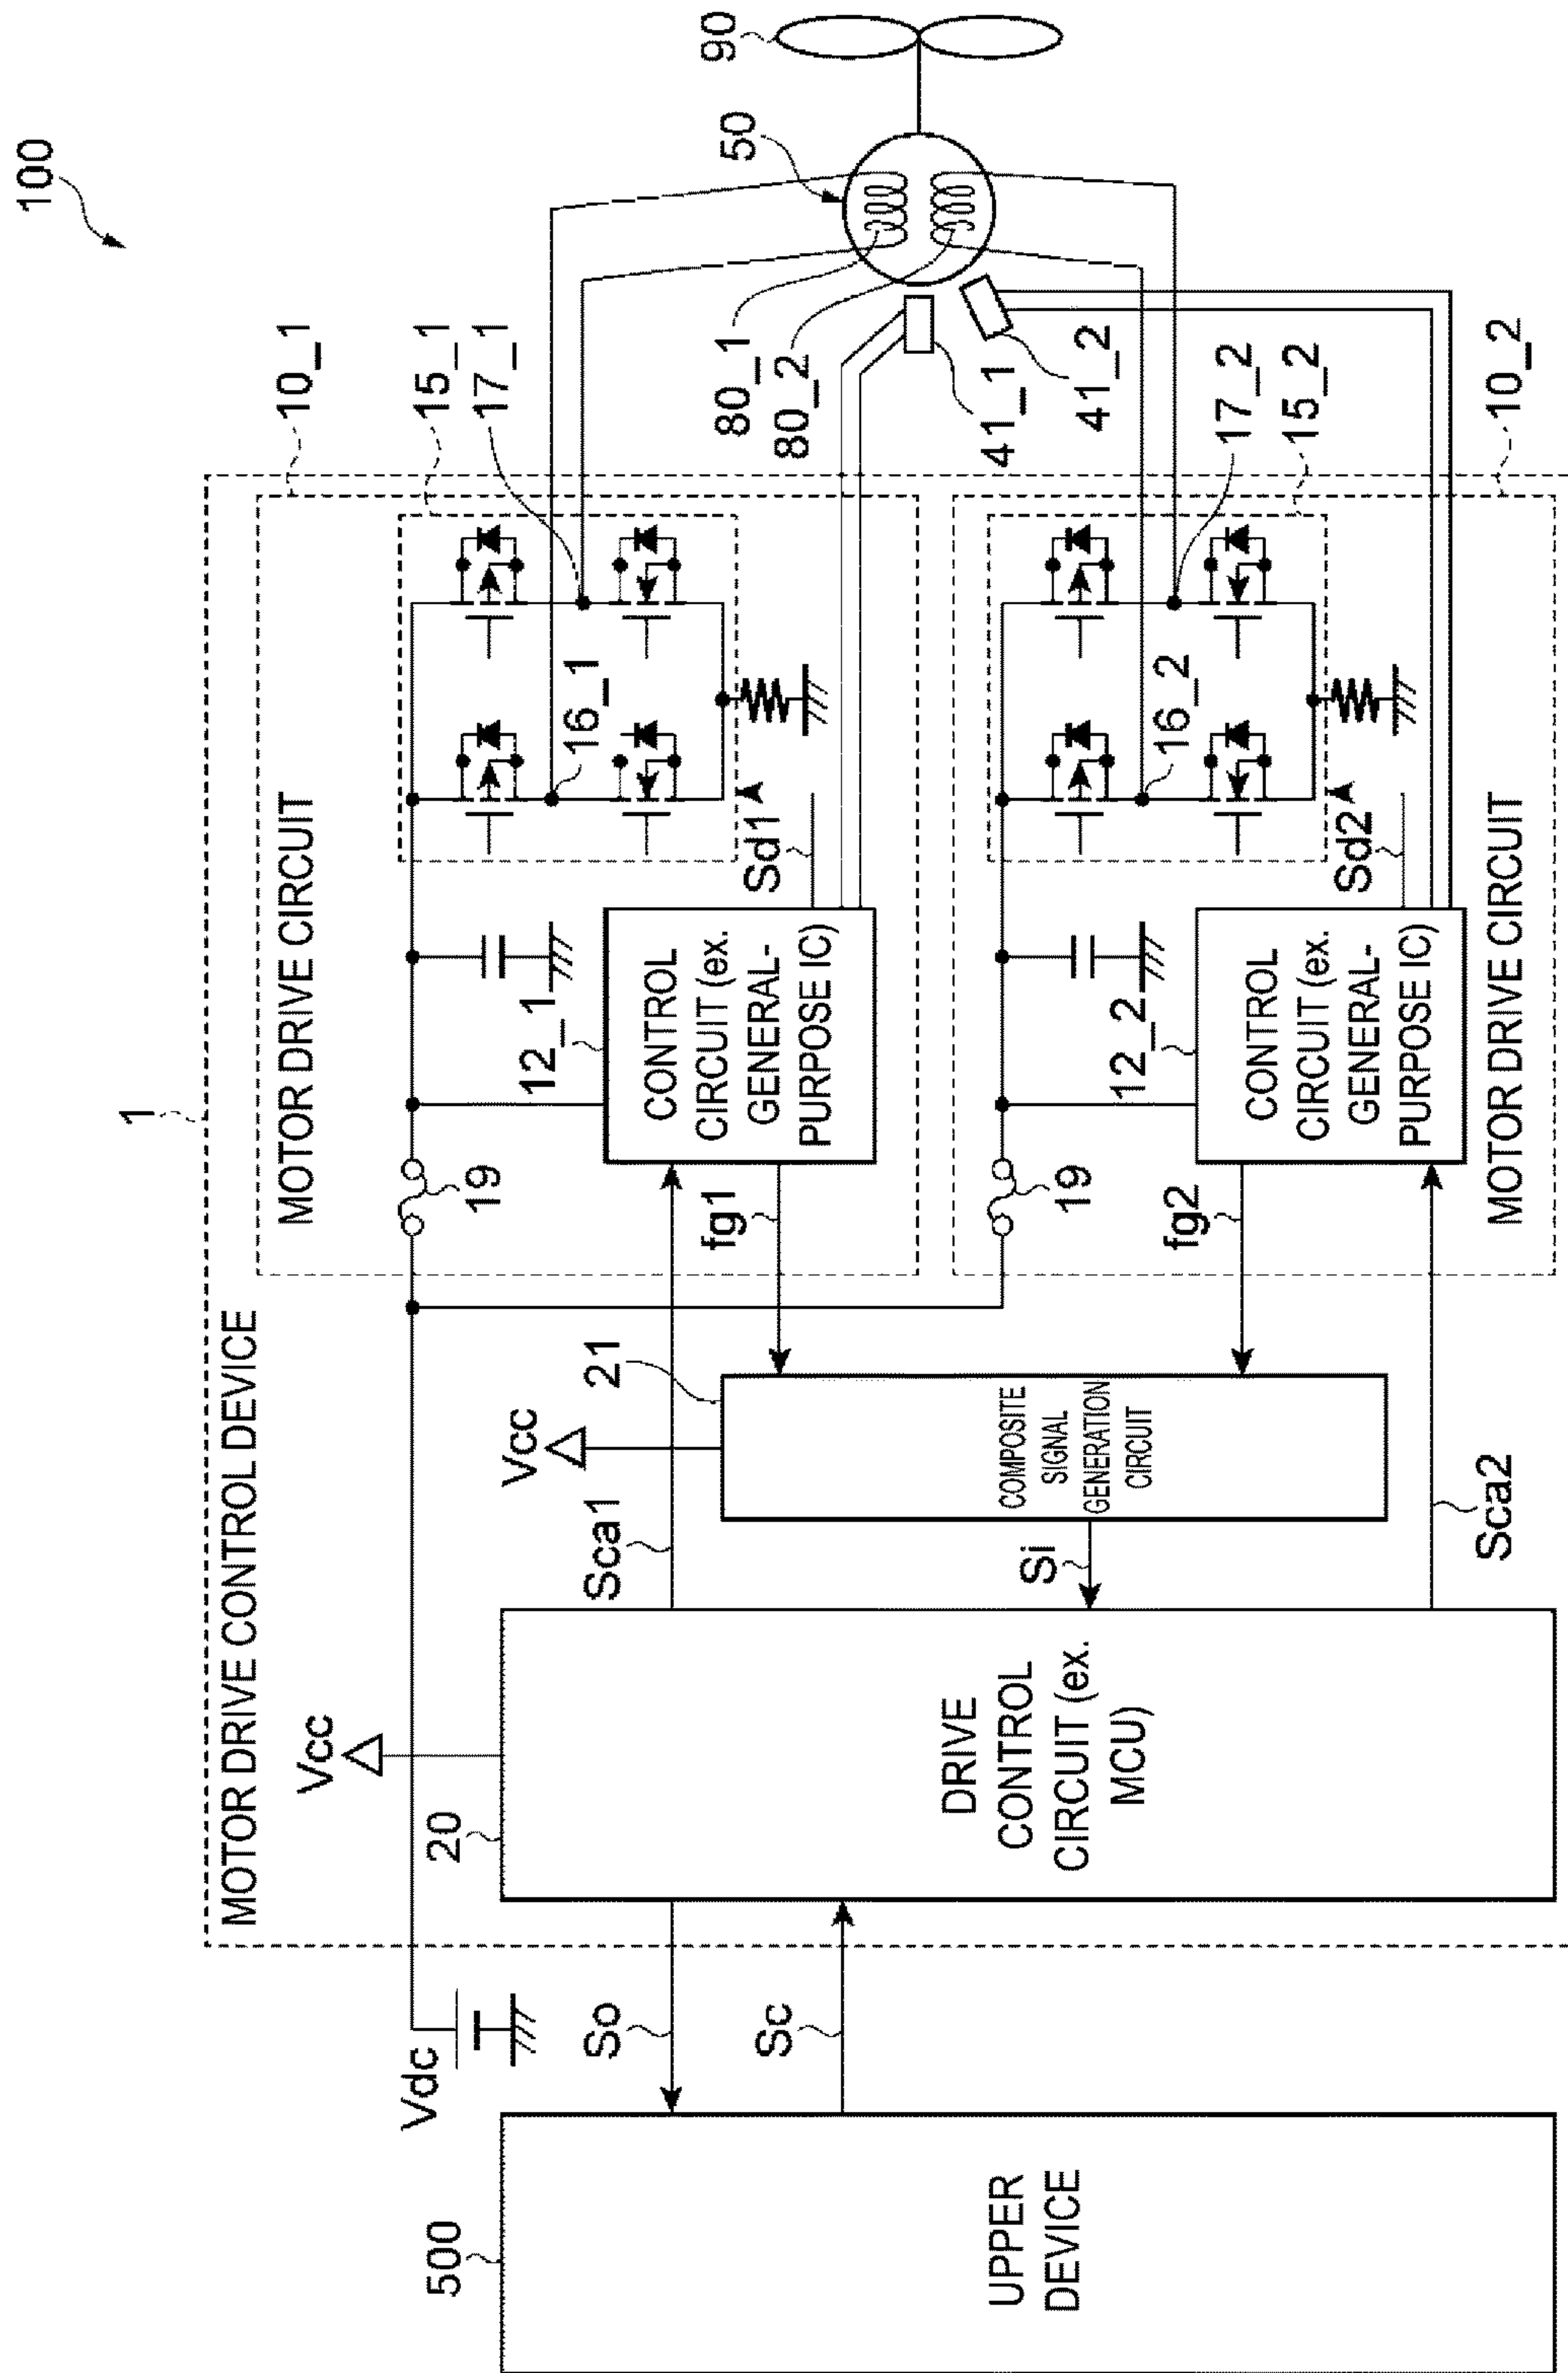 100
1
MOTOR DRIVE CONTROL DEVICE
MOTOR DRIVE CIRCUIT
10_1
15_1
17_1
Vdc
Vcc
19
12_1
CONTROL
CIRCUIT (ex.
GENERAL-
PURPOSE IC)
16_1
Sd1
500
UPPER
DEVICE
So
Sc
20
DRIVE
CONTROL
CIRCUIT (ex.
MCU)
Sca1
Vcc
21
COMPOSITE
SIGNAL
GENERATION
CIRCUIT
Si
Sca2
fg1
fg2
19
12_2
CONTROL
CIRCUIT (ex.
GENERAL-
PURPOSE IC)
16_2
Sd2
MOTOR DRIVE CIRCUIT
50
90
80_1
80_2
41_1
41_2
17_2
15_2
10_2